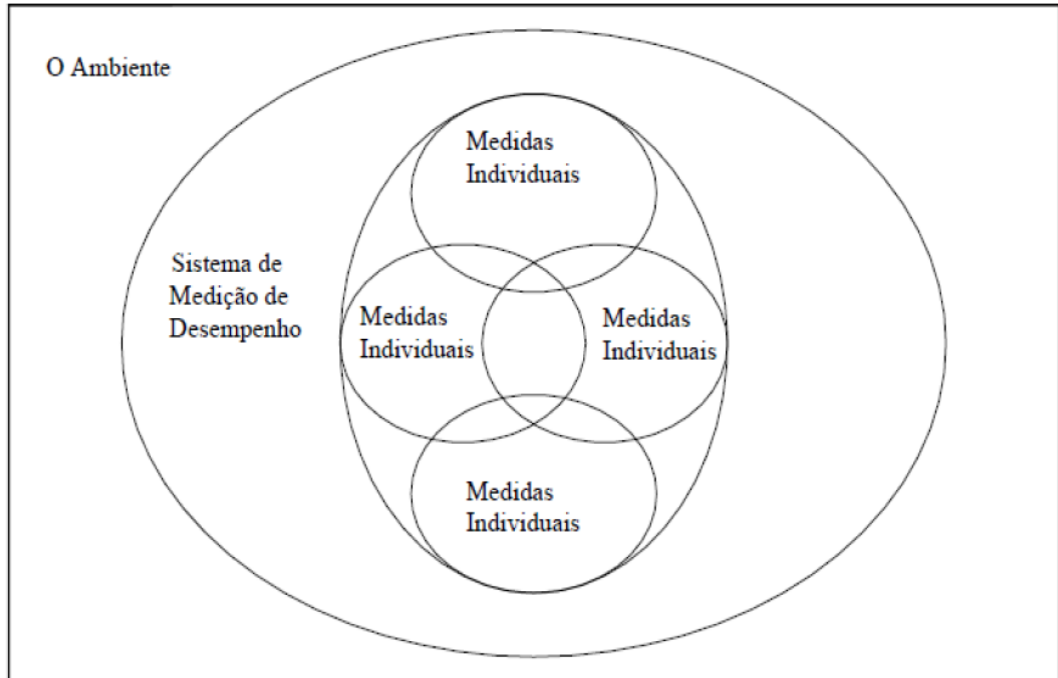 O Ambiente
Medidas
Individuais
Sistema de
Medição de
Desempenho
Medidas
Individuais
Medidas
Individuais
Medidas
Individuais